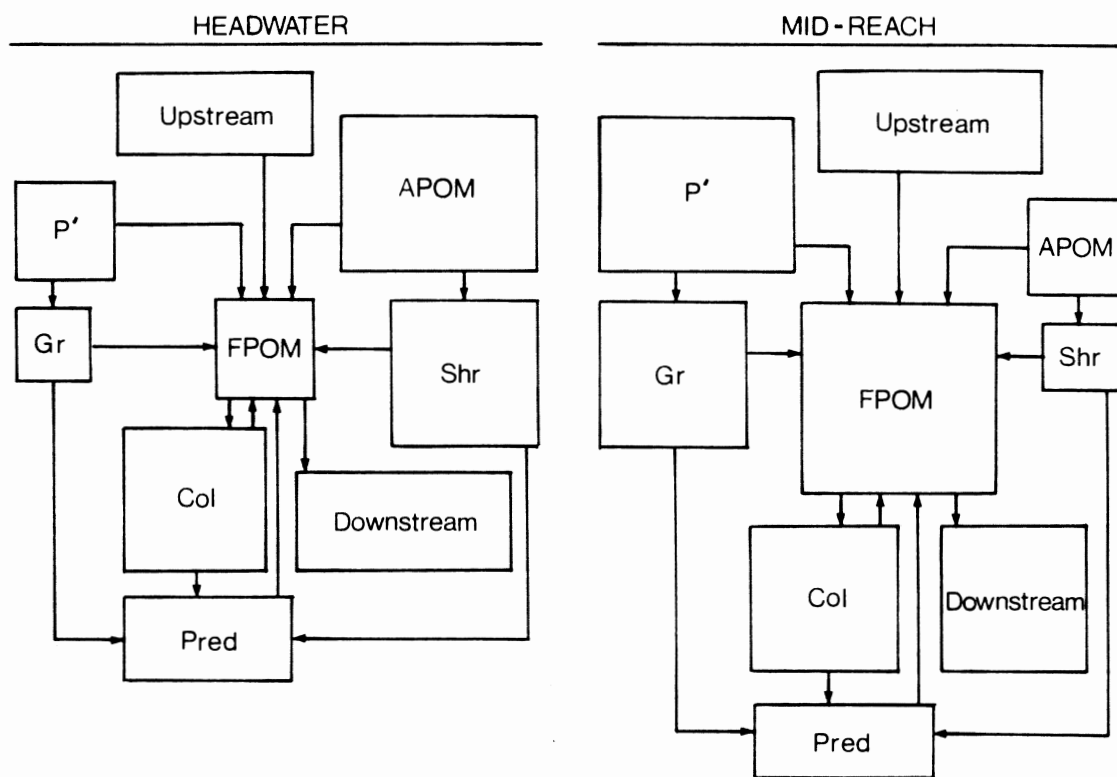 HEADWATER
Upstream
APOM
P′
Gr
FPOM
Shr
Col
Downstream
Pred
MID-REACH
Upstream
P′
APOM
Gr
FPOM
Shr
Col
Downstream
Pred